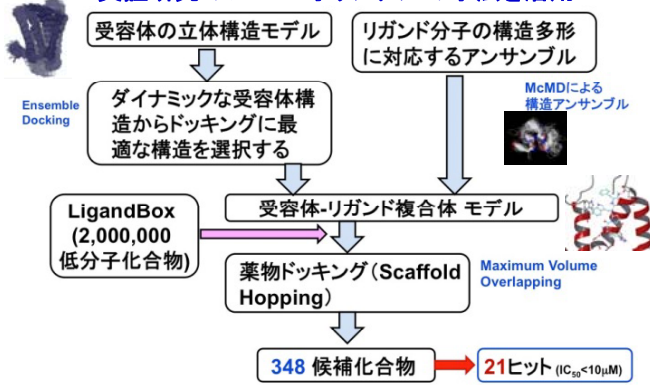 受容体の立体構造モデル
リガンド分子の構造多形
に対応するアンサンブル
Ensemble
Docking
ダイナミックな受容体構
造からドッキングに最
適な構造を選択する
McMDによる
構造アンサンブル
LigandBox
(2,000,000
低分子化合物)
受容体-リガンド複合体 モデル
薬物ドッキング(Scaffold
Hopping)
Maximum Volume
Overlapping
348 候補化合物
21ヒット (IC50<10μM)